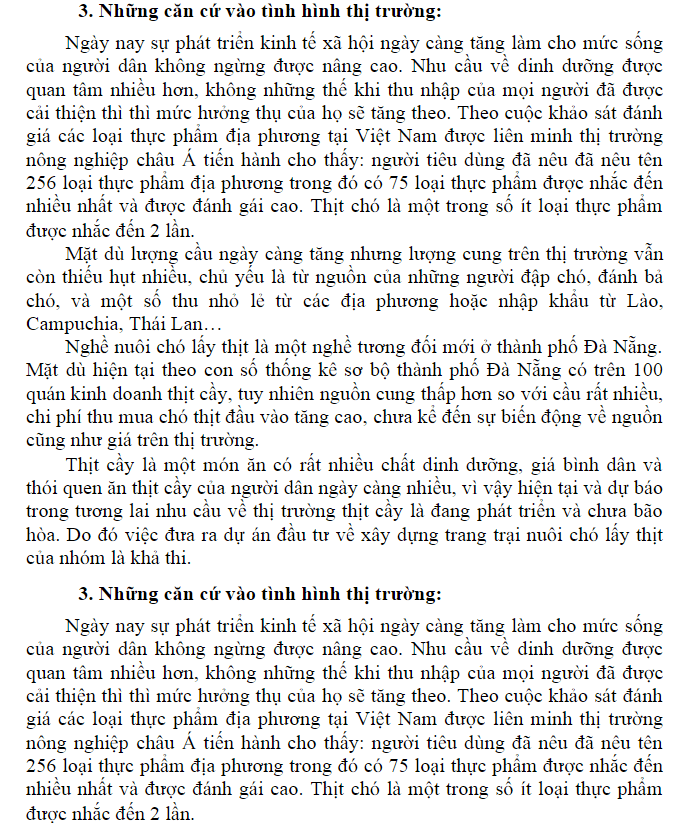 3. Những căn cứ vào tình hình thị trường:
Ngày nay sự phát triển kinh tế xã hội ngày càng tăng làm cho mức sống
của người dân không ngừng được nâng cao. Nhu cầu về dinh dưỡng được
quan tâm nhiều hơn, không những thế khi thu nhập của mọi người đã được
cải thiện thì thì mức hưởng thụ của họ sẽ tăng theo. Theo cuộc khảo sát đánh
giá các loại thực phẩm địa phương tại Việt Nam được liên minh thị trường
nông nghiệp châu Á tiến hành cho thấy: người tiêu dùng đã nêu đã nêu tên
256 loại thực phẩm địa phương trong đó có 75 loại thực phẩm được nhắc đến
nhiều nhất và được đánh gái cao. Thịt chó là một trong số ít loại thực phẩm
được nhắc đến 2 lần.
Mặt dù lượng cầu ngày càng tăng nhưng lượng cung trên thị trường vẫn
còn thiếu hụt nhiều, chủ yếu là từ nguồn của những người đập chó, đánh bả
chó, và một số thu nhỏ lẻ từ các địa phương hoặc nhập khẩu từ Lào,
Campuchia, Thái Lan…
Nghề nuôi chó lấy thịt là một nghề tương đối mới ở thành phố Đà Nẵng.
Mặt dù hiện tại theo con số thống kê sơ bộ thành phố Đà Nẵng có trên 100
quán kinh doanh thịt cầy, tuy nhiên nguồn cung thấp hơn so với cầu rất nhiều,
chi phí thu mua chó thịt đầu vào tăng cao, chưa kể đến sự biến động về nguồn
cũng như giá trên thị trường.
Thịt cầy là một món ăn có rất nhiều chất dinh dưỡng, giá bình dân và
thói quen ăn thịt cầy của người dân ngày càng nhiều, vì vậy hiện tại và dự báo
trong tương lai nhu cầu về thị trường thịt cầy là đang phát triển và chưa bão
hòa. Do đó việc đưa ra dự án đầu tư về xây dựng trang trại nuôi chó lấy thịt
của nhóm là khả thi.
3. Những căn cứ vào tình hình thị trường:
Ngày nay sự phát triển kinh tế xã hội ngày càng tăng làm cho mức sống
của người dân không ngừng được nâng cao. Nhu cầu về dinh dưỡng được
quan tâm nhiều hơn, không những thế khi thu nhập của mọi người đã được
cải thiện thì thì mức hưởng thụ của họ sẽ tăng theo. Theo cuộc khảo sát đánh
giá các loại thực phẩm địa phương tại Việt Nam được liên minh thị trường
nông nghiệp châu Á tiến hành cho thấy: người tiêu dùng đã nêu đã nêu tên
256 loại thực phẩm địa phương trong đó có 75 loại thực phẩm được nhắc đến
nhiều nhất và được đánh gái cao. Thịt chó là một trong số ít loại thực phẩm
được nhắc đến 2 lần.